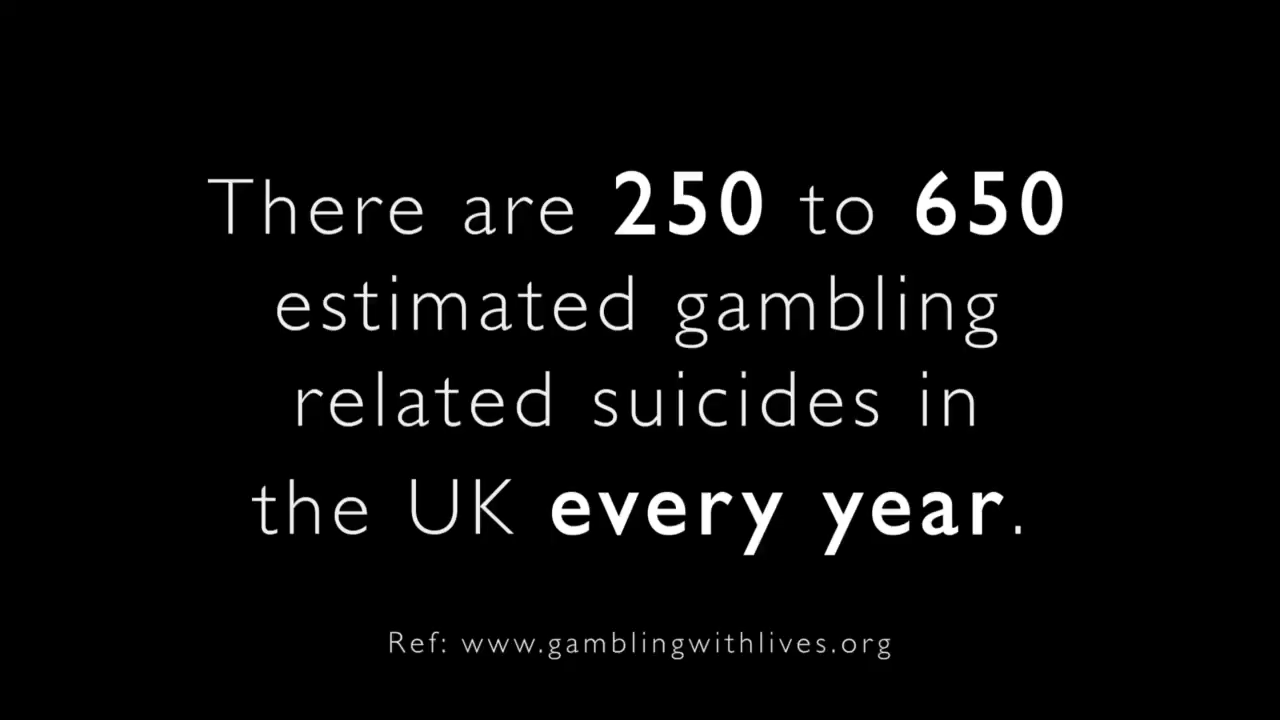 There are 250 to 650
estimated gambling
related suicides in
the UK every year.
Ref: www.gamblingwithlives.org